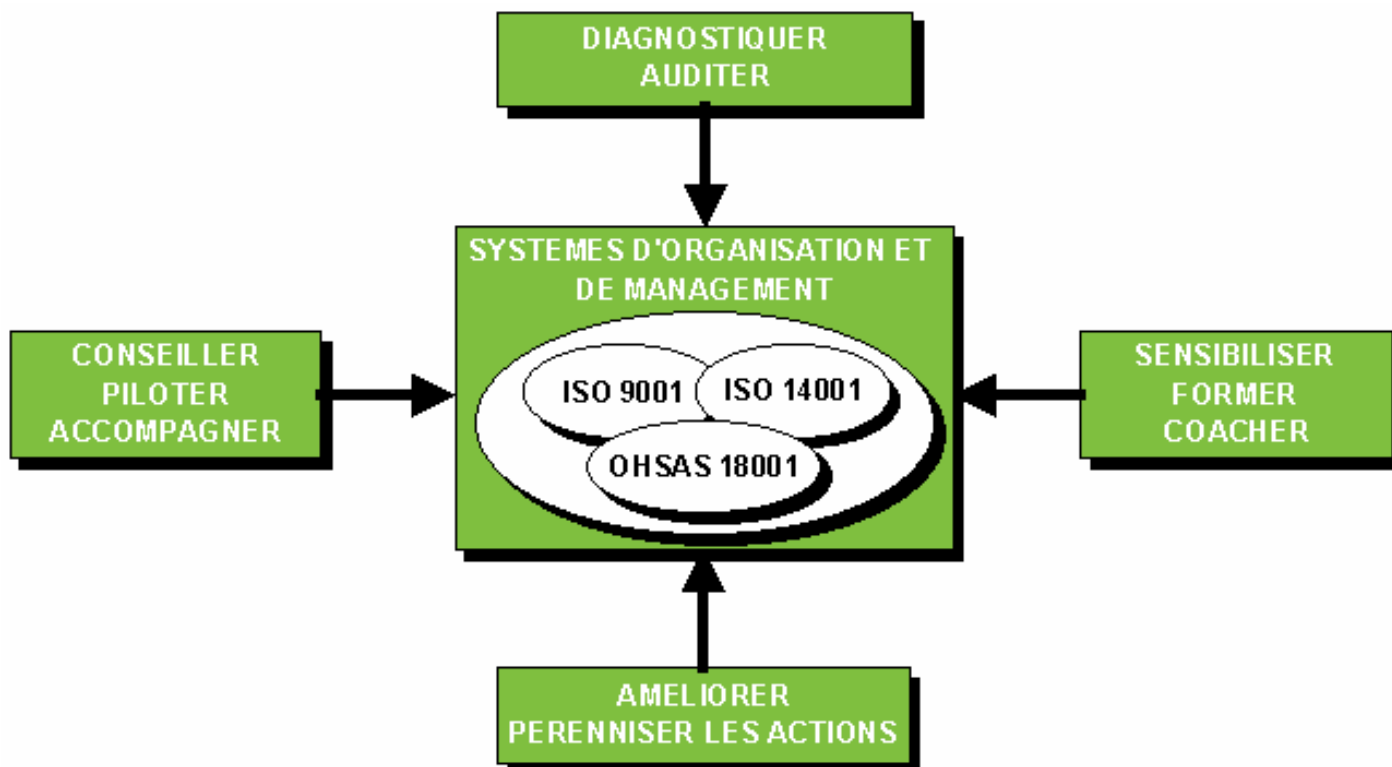 DIAGNOSTIQUER
AUDITER
SYSTEMES D'ORGANISATION ET
DE MANAGEMENT
CONSEILLER
PILOTER
ACCOMPAGNER
ISO 9001
ISO 14001
OHSAS 18001
SENSIBILISER
FORMER
COACHER
AMELIORER
PERENNISER LES ACTIONS